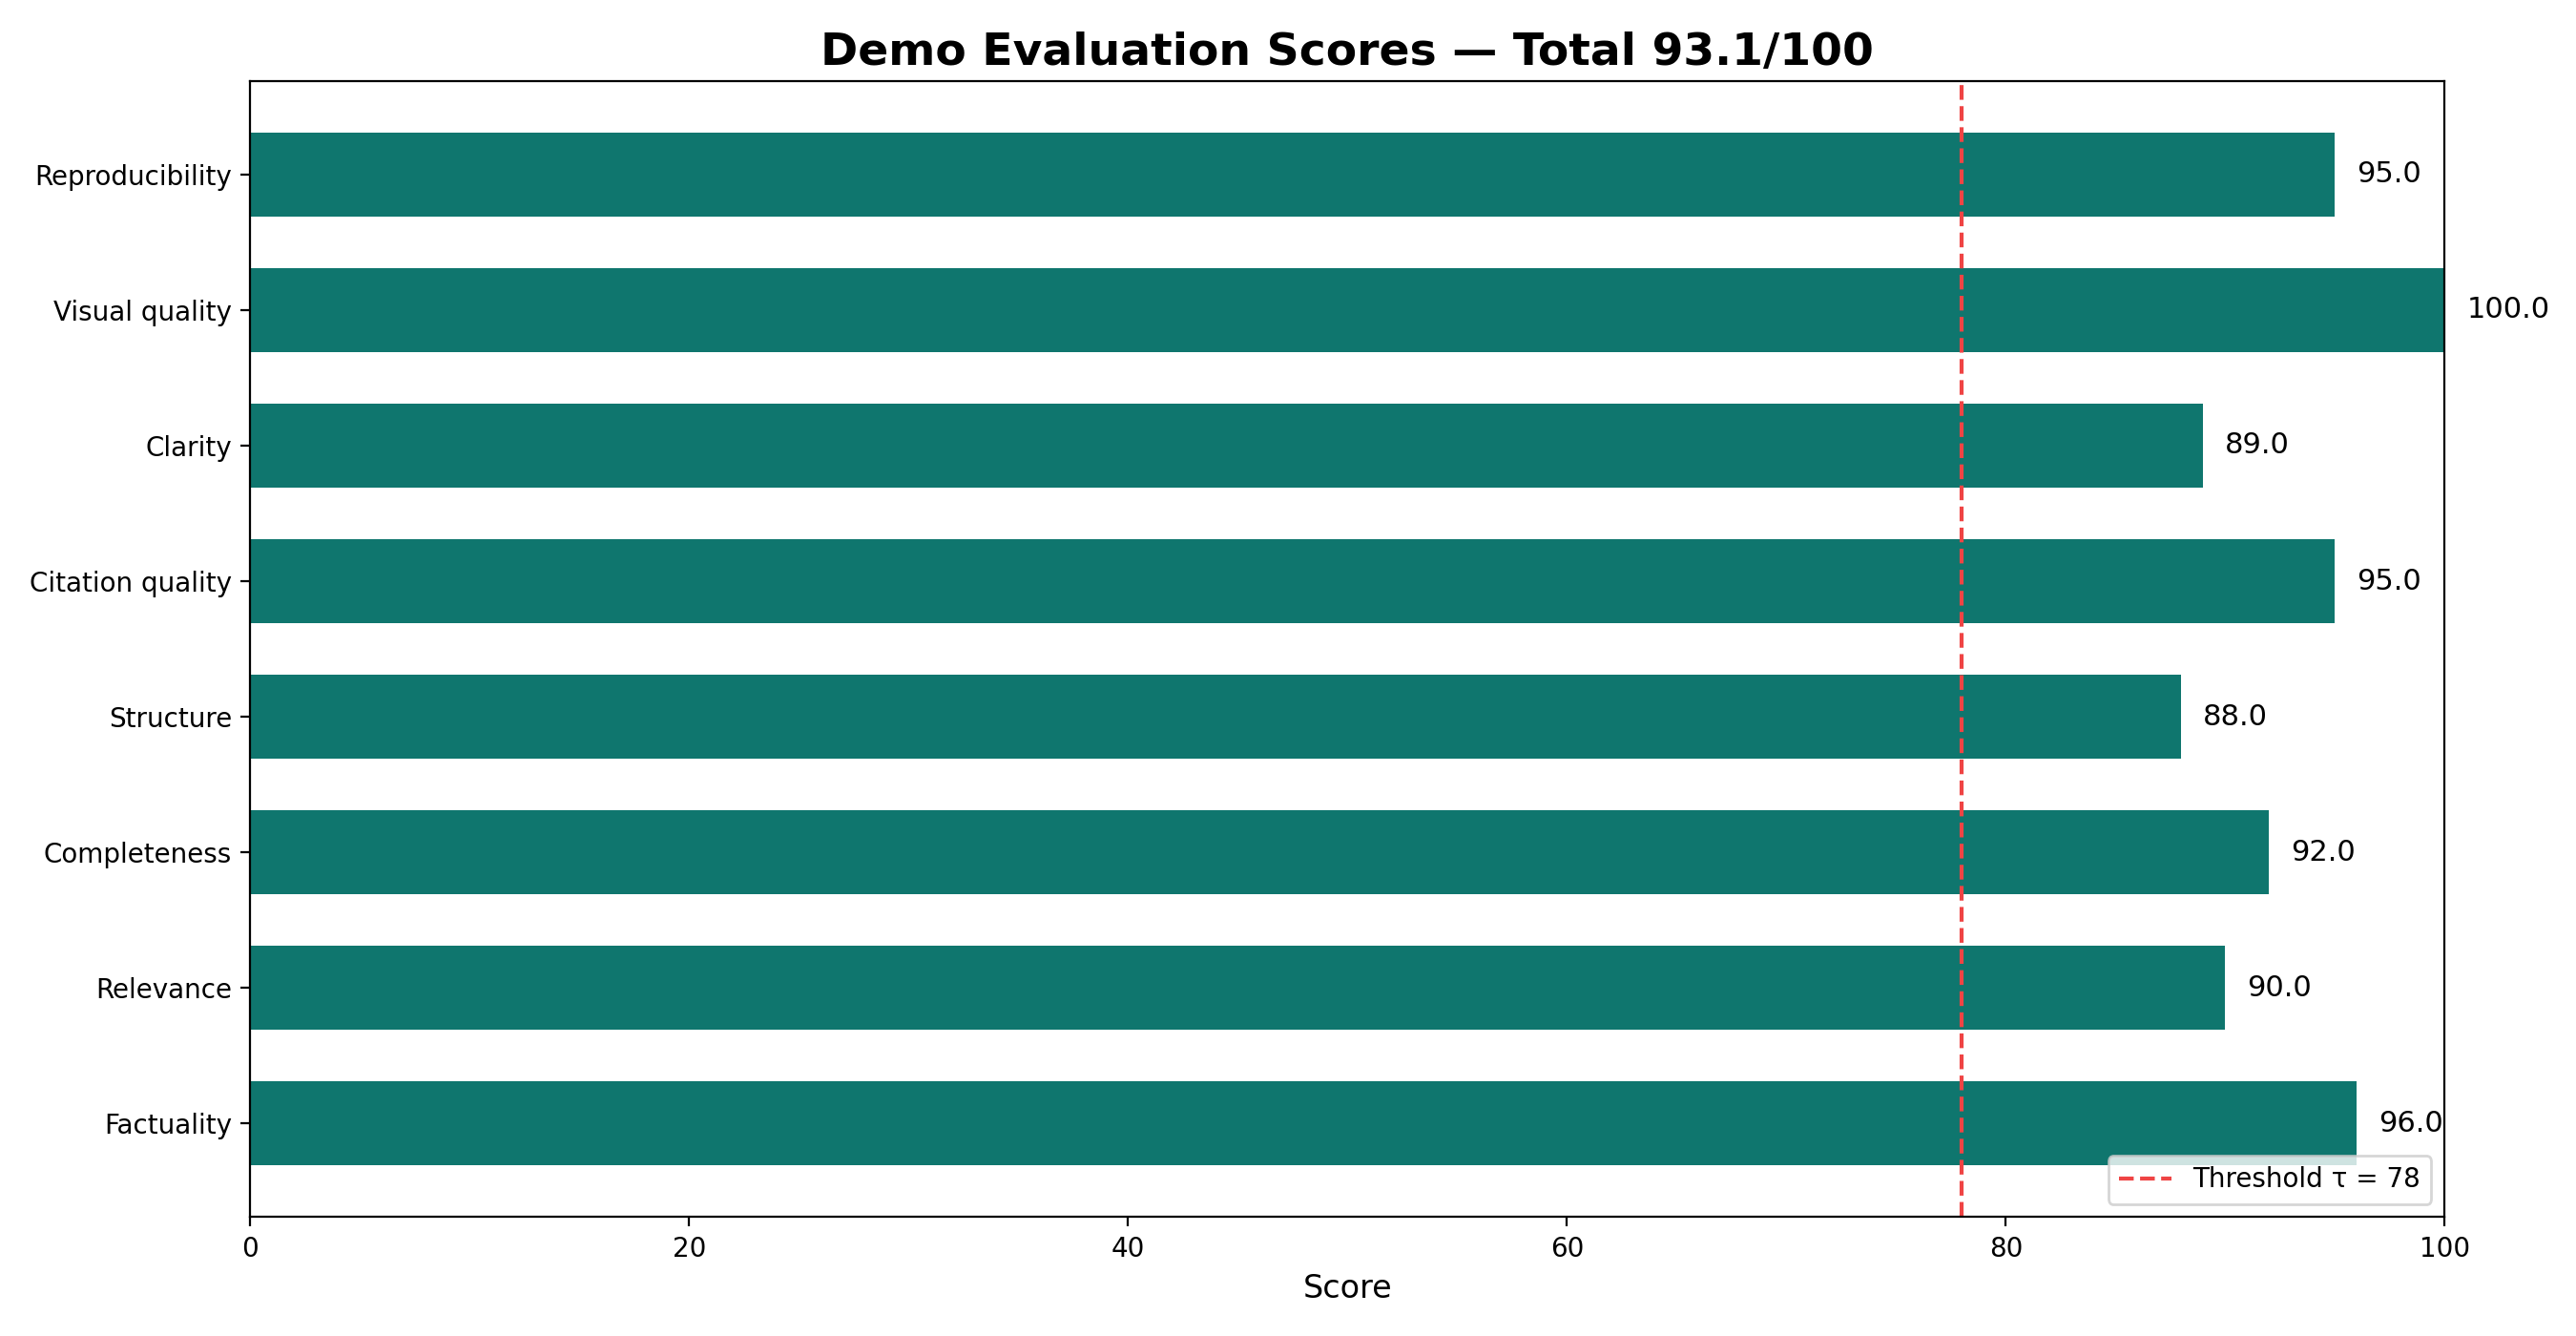 Demo Evaluation Scores — Total 93.1/100
Reproducibility 95.0
Visual quality 100.0
Clarity 89.0
Citation quality 95.0
Structure 88.0
Completeness 92.0
Relevance 90.0
Factuality 96.0
Threshold τ = 78
0 20 40 60 80 100
Score